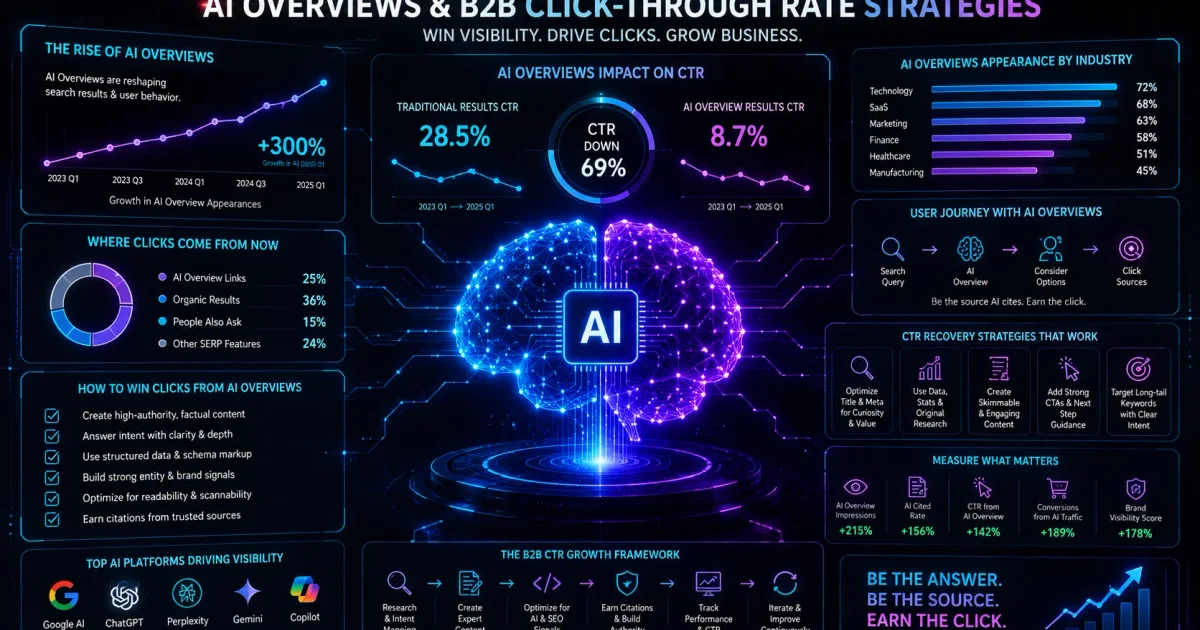 AI OVERVIEWS & B2B CLICK-THROUGH RATE STRATEGIES
WIN VISIBILITY. DRIVE CLICKS. GROW BUSINESS.
THE RISE OF AI OVERVIEWS
AI Overviews are reshaping
search results & user behavior.
+300%
Growth in AI
2023 Q1
2023 Q3
2024 Q1
2024 Q3
2025 Q1
Growth in AI Overview Appearances
WHERE CLICKS COME FROM NOW
AI Overview Links 25%
Organic Results 36%
People Also Ask 15%
Other SERP Features 24%
HOW TO WIN CLICKS FROM AI OVERVIEWS
Create high-authority, factual content
Answer intent with clarity & depth
Use structured data & schema markup
Build strong entity & brand signals
Optimize for readability & scannability
Earn citations from trusted sources
TOP AI PLATFORMS DRIVING VISIBILITY
Google AI
ChatGPT
Perplexity
Gemini
Copilot
AI OVERVIEWS IMPACT ON CTR
TRADITIONAL RESULTS CTR
28.5%
2023 Q1 → 2025 Q1
CTR
DOWN
69%
AI OVERVIEW RESULTS CTR
8.7%
2023 Q1 → 2025 Q1
AI
THE B2B CTR GROWTH FRAMEWORK
Research
& Intent
Mapping
Create
Expert
Content
Optimize for
AI & SEO
Signals
Earn Citations
& Build
Authority
Track
Performance
& CTR
Iterate &
Improve
Continuously
AI OVERVIEWS APPEARANCE BY INDUSTRY
Technology 72%
SaaS 68%
Marketing 63%
Finance 58%
Healthcare 51%
Manufacturing 45%
USER JOURNEY WITH AI OVERVIEWS
Search
Query
AI
Overview
Consider
Options
Click
Sources
Be the source AI cites. Earn the click.
CTR RECOVERY STRATEGIES THAT WORK
Optimize
Title & Meta
for Curiosity
& Value
Use Data,
Stats &
Original
Research
Create
Skimmable
& Engaging
Content
Add Strong
CTAs & Next
Step
Guidance
Target Long-tail
Keywords
with Clear
Intent
MEASURE WHAT MATTERS
AI Overview
Impressions
+215%
AI Cited
Rate
+156%
CTR from
AI Overview
+142%
Conversions
from AI Traffic
+189%
Brand
Visibility Score
+178%
BE THE ANSWER.
BE THE SOURCE.
EARN THE CLICK.